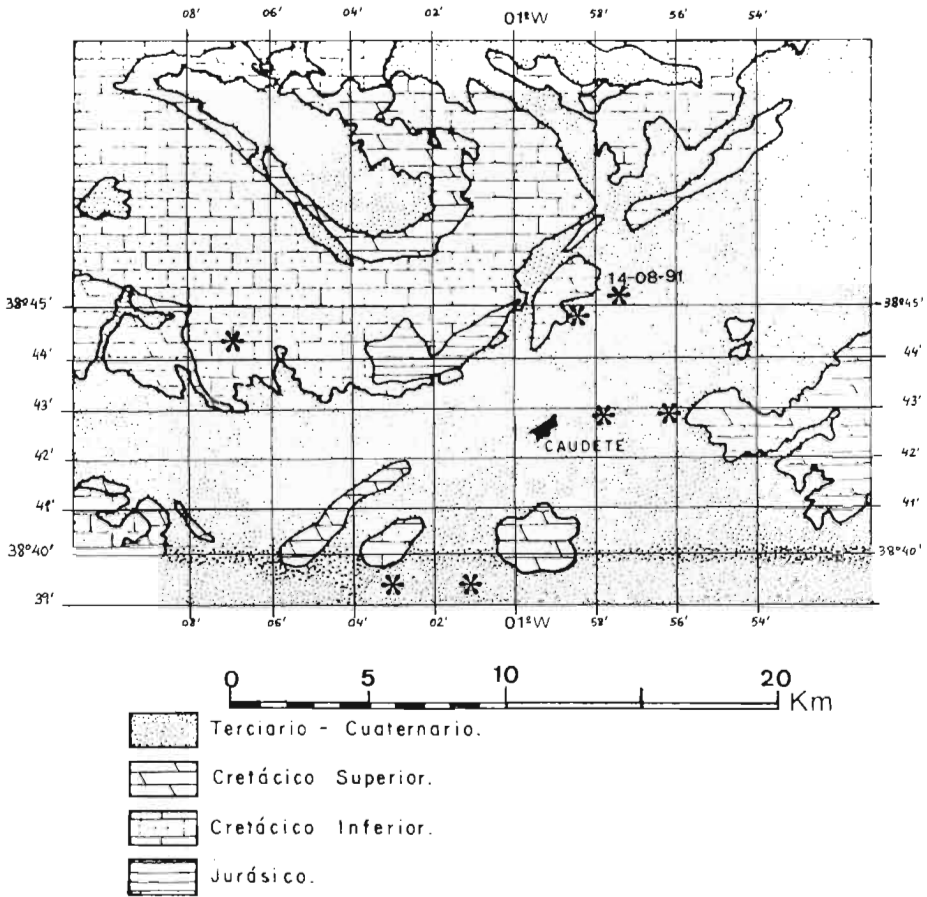 08' 06' 04' 02' 01ºW 58' 56' 54'
14-08-91
38º45' 38º45'
44' 44'
43' 43'
CAUDETE
42' 42'
41' 41'
38º40' 38º40'
39'
08' 06' 04' 02' 01ºW 58' 56' 54'
0 5 10 20
Km
Terciario - Cuaternario.
Cretácico Superior.
Cretácico Inferior.
Jurásico.